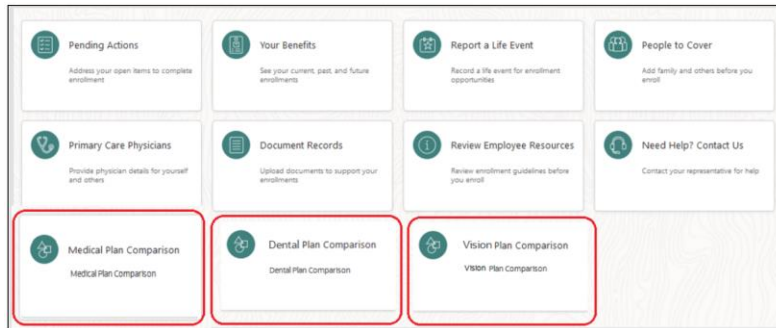 Pending Actions
Address your open items to complete
enrollment
Your Benefits
See your current, past, and future
enrollments
Report a Life Event
Record a life event for enrollment
opportunities
People to Cover
Add family and others before you
enroll
Primary Care Physicians
Provide physician details for yourself
and others
Document Records
Upload documents to support your
enrollments
Review Employee Resources
Review enrollment guidelines before
you enroll
Need Help? Contact Us
Contact your representative for help
Medical Plan Comparison
Medical Plan Comparison
Dental Plan Comparison
Dental Plan Comparison
Vision Plan Comparison
Vision Plan Comparison